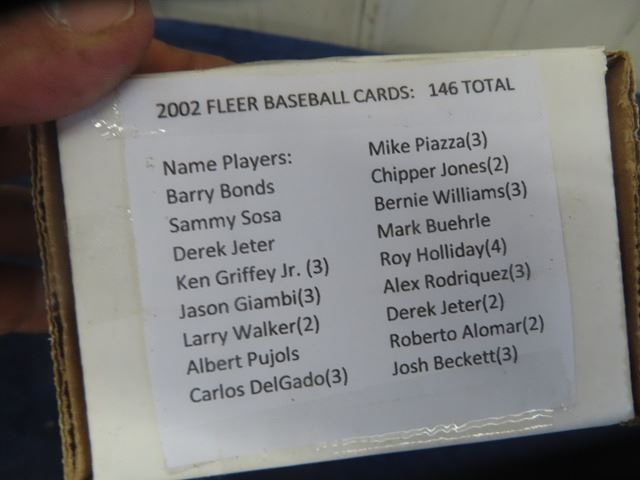 2002 FLEER BASEBALL CARDS: 146 TOTAL
Name Players:
Barry Bonds
Sammy Sosa
Derek Jeter
Ken Griffey Jr. (3)
Jason Giambi(3)
Larry Walker(2)
Albert Pujols
Carlos DelGado(3)
Mike Piazza(3)
Chipper Jones(2)
Bernie Williams(3)
Mark Buehrle
Roy Holliday(4)
Alex Rodriquez(3)
Derek Jeter(2)
Roberto Alomar(2)
Josh Beckett(3)